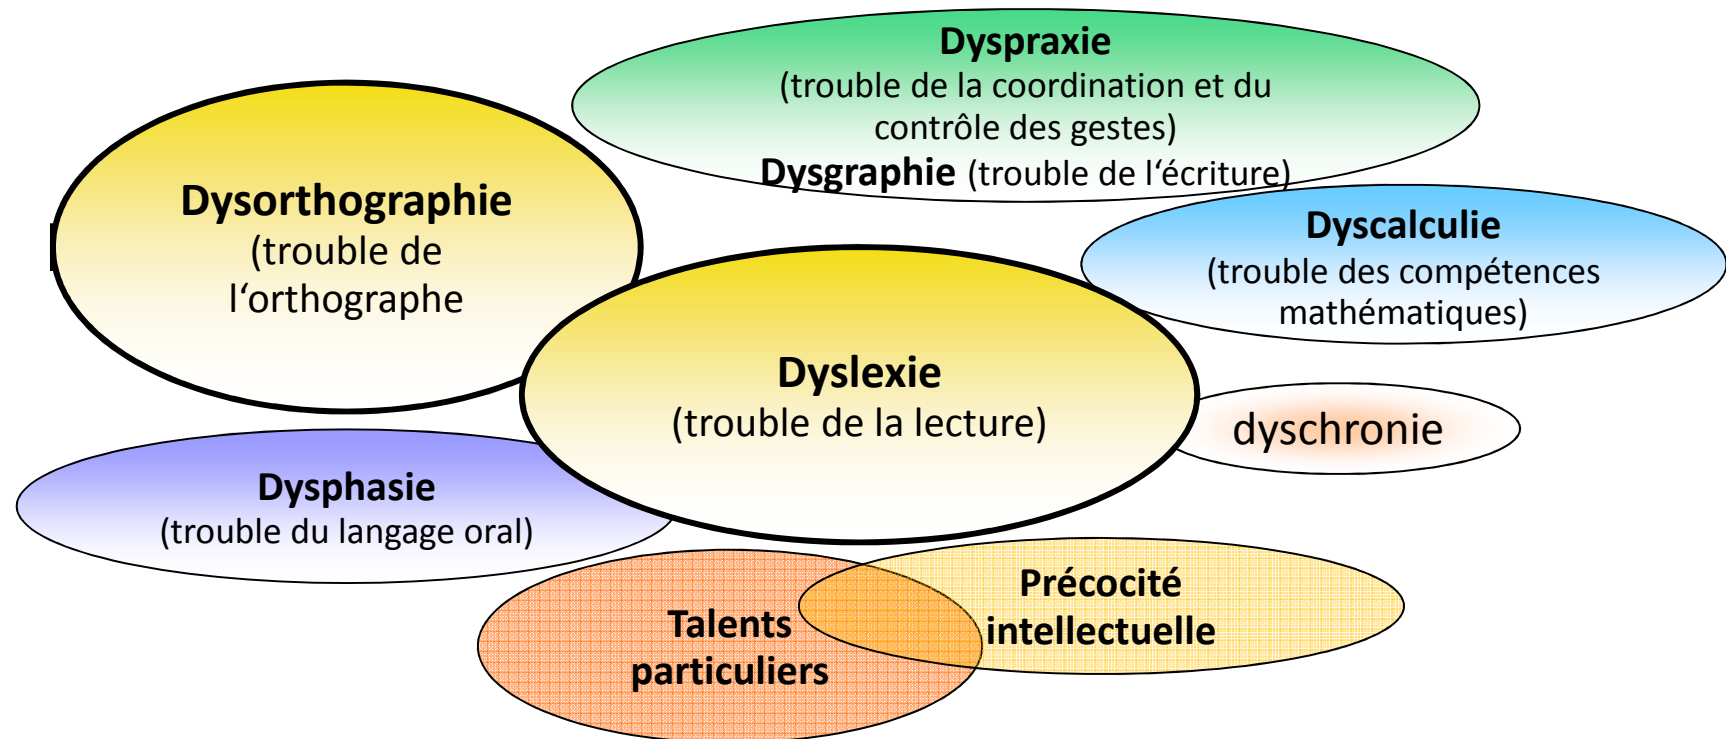 Dyspraxie
(trouble de la coordination et du
contrôle des gestes)
Dysgraphie (trouble de l‘écriture)
Dysorthographie
(trouble de
l‘orthographe
Dyscalculie
(trouble des compétences
mathématiques)
Dyslexie
(trouble de la lecture)
dyschronie
Dysphasie
(trouble du langage oral)
Talents
particuliers
Précocité
intellectuelle